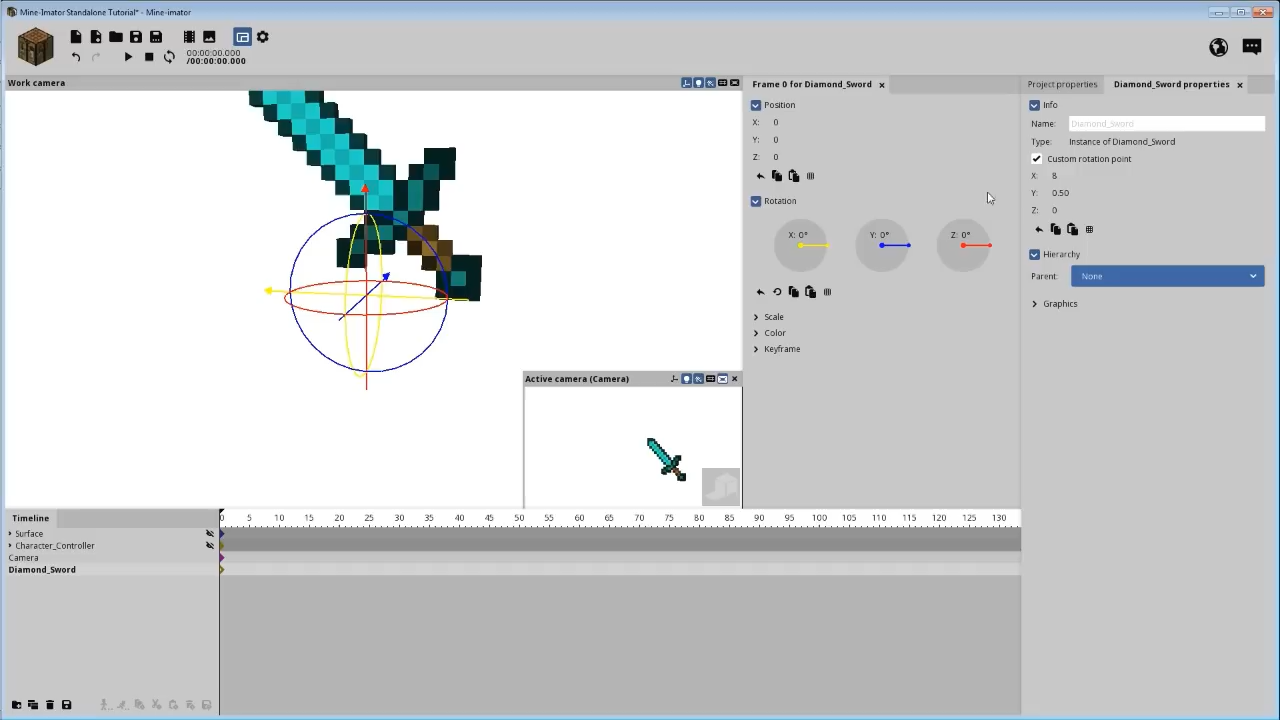 Mine-Imator Standalone Tutorial* - Mine-imator
00:00:00.000
/00:00:00.000
Work camera
Frame 0 for Diamond_Sword
Position
X: 0
Y: 0
Z: 0
Rotation
X: 0° Y: 0° Z: 0°
Scale
Color
Keyframe
Project properties Diamond_Sword properties
Info
Name: Diamond_Sword
Type: Instance of Diamond_Sword
Custom rotation point
X: 8
Y: 0.50
Z: 0
Hierarchy
Parent: None
Graphics
Active camera (Camera)
Timeline
0 5 10 15 20 25 30 35 40 45 50 55 60 65 70 75 80 85 90 95 100 105 110 115 120 125 130
Surface
Character_Controller
Camera
Diamond_Sword